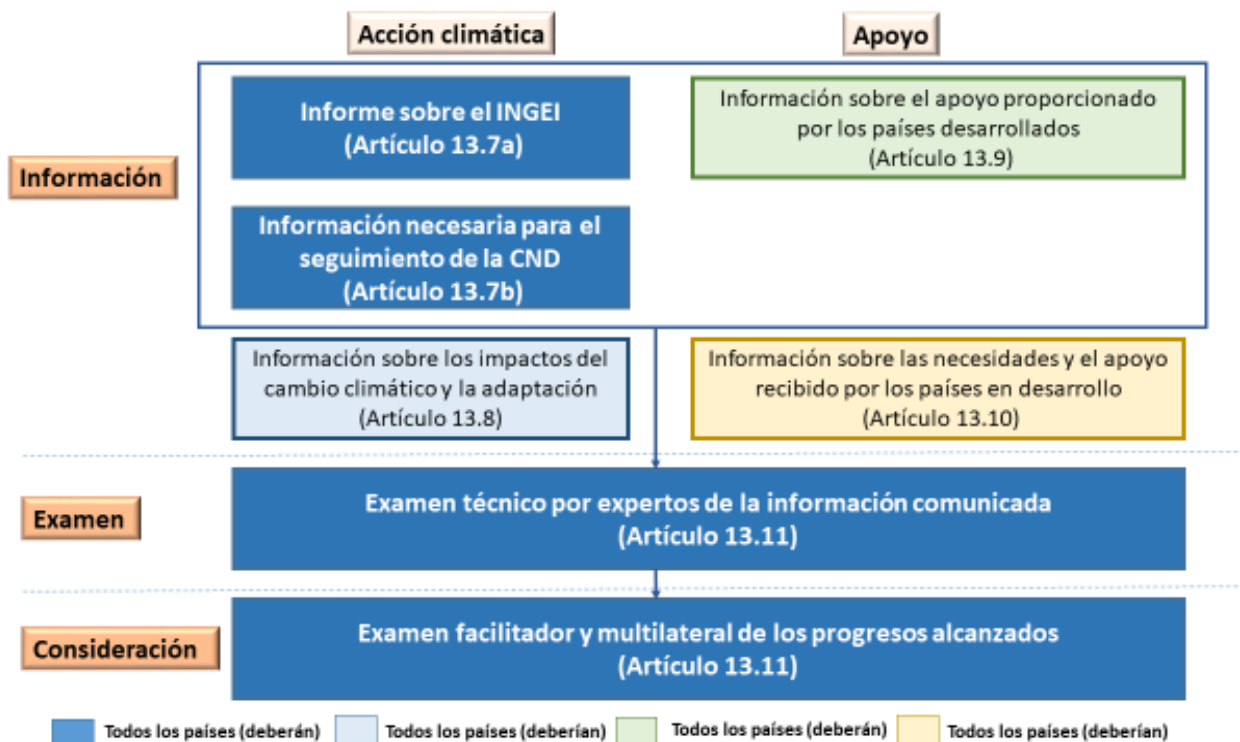 Acción climática
Apoyo
Información
Informe sobre el INGEI
(Artículo 13.7a)
Información sobre el apoyo proporcionado
por los países desarrollados
(Artículo 13.9)
Información necesaria para el
seguimiento de la CND
(Artículo 13.7b)
Información sobre los impactos del
cambio climático y la adaptación
(Artículo 13.8)
Información sobre las necesidades y el apoyo
recibido por los países en desarrollo
(Artículo 13.10)
Examen
Examen técnico por expertos de la información comunicada
(Artículo 13.11)
Consideración
Examen facilitador y multilateral de los progresos alcanzados
(Artículo 13.11)
Todos los países (deberán)
Todos los países (deberían)
Todos los países (deberán)
Todos los países (deberían)